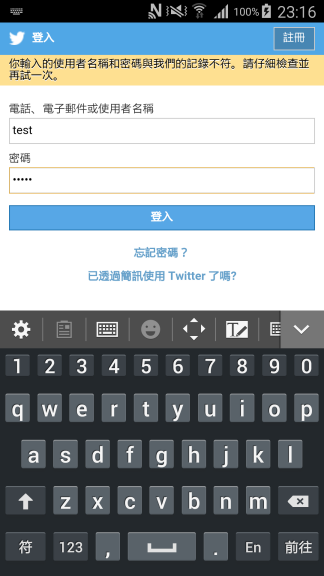 100% 23:16
登入 註冊
你輸入的使用者名稱和密碼與我們的記錄不符。請仔細檢查並
再試一次。
電話、電子郵件或使用者名稱
test
密碼
•••••
登入
忘記密碼？
已透過簡訊使用 Twitter 了嗎?
T
1 2 3 4 5 6 7 8 9 0
q w e r t y u i o p
a s d f g h j k l
z x c v b n m
符 123 , . En 前往